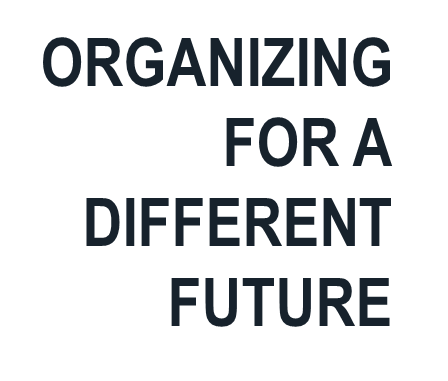 ORGANIZING
FOR A
DIFFERENT
FUTURE